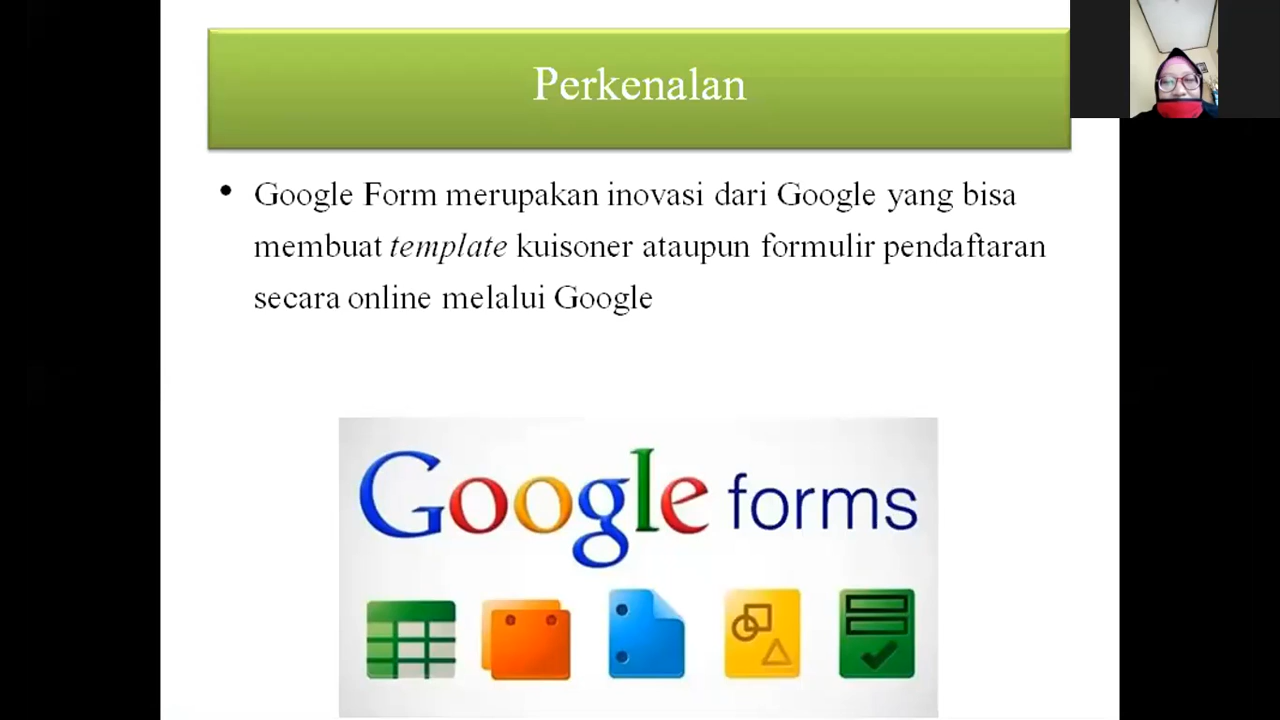 Perkenalan
• Google Form merupakan inovasi dari Google yang bisa
membuat template kuisoner ataupun formulir pendaftaran
secara online melalui Google
Google forms